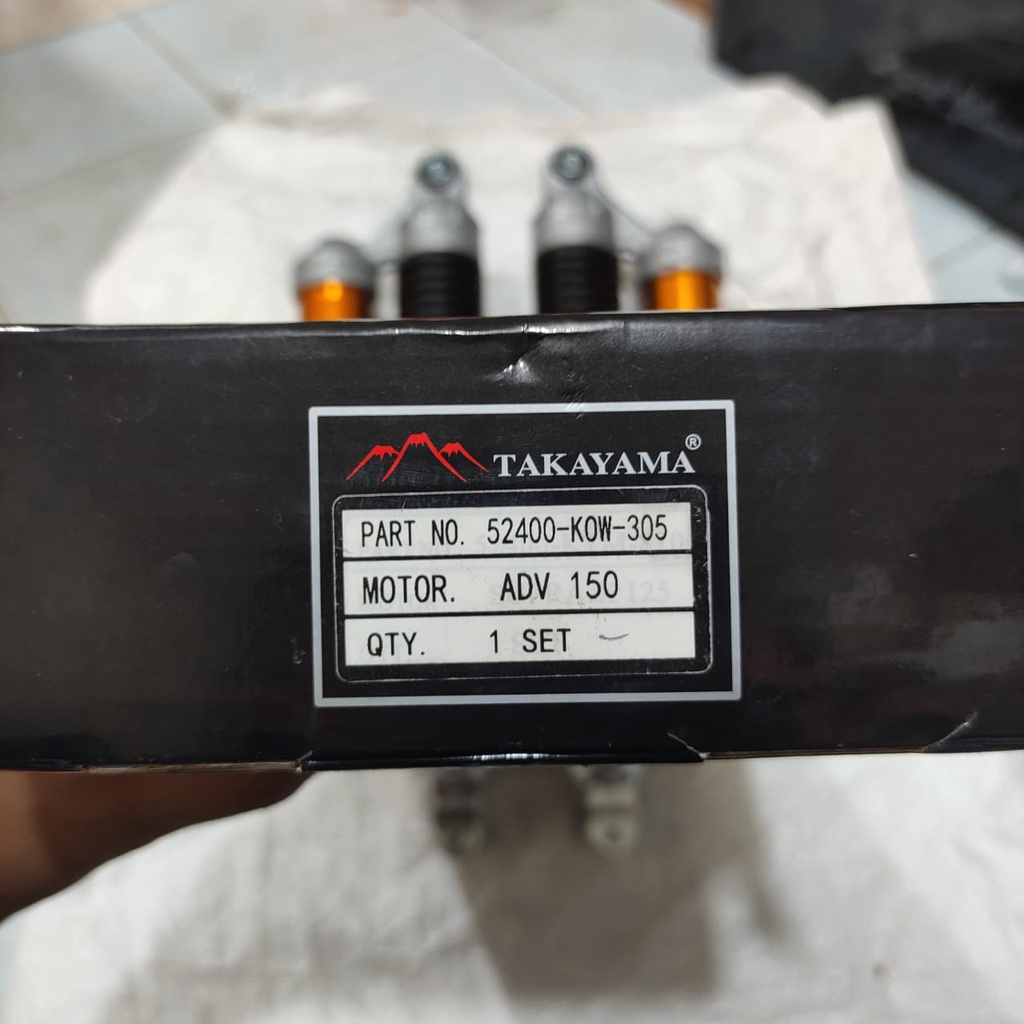 TAKAYAMA®
PART NO. 52400-K0W-305
MOTOR. ADV 150
QTY. 1 SET